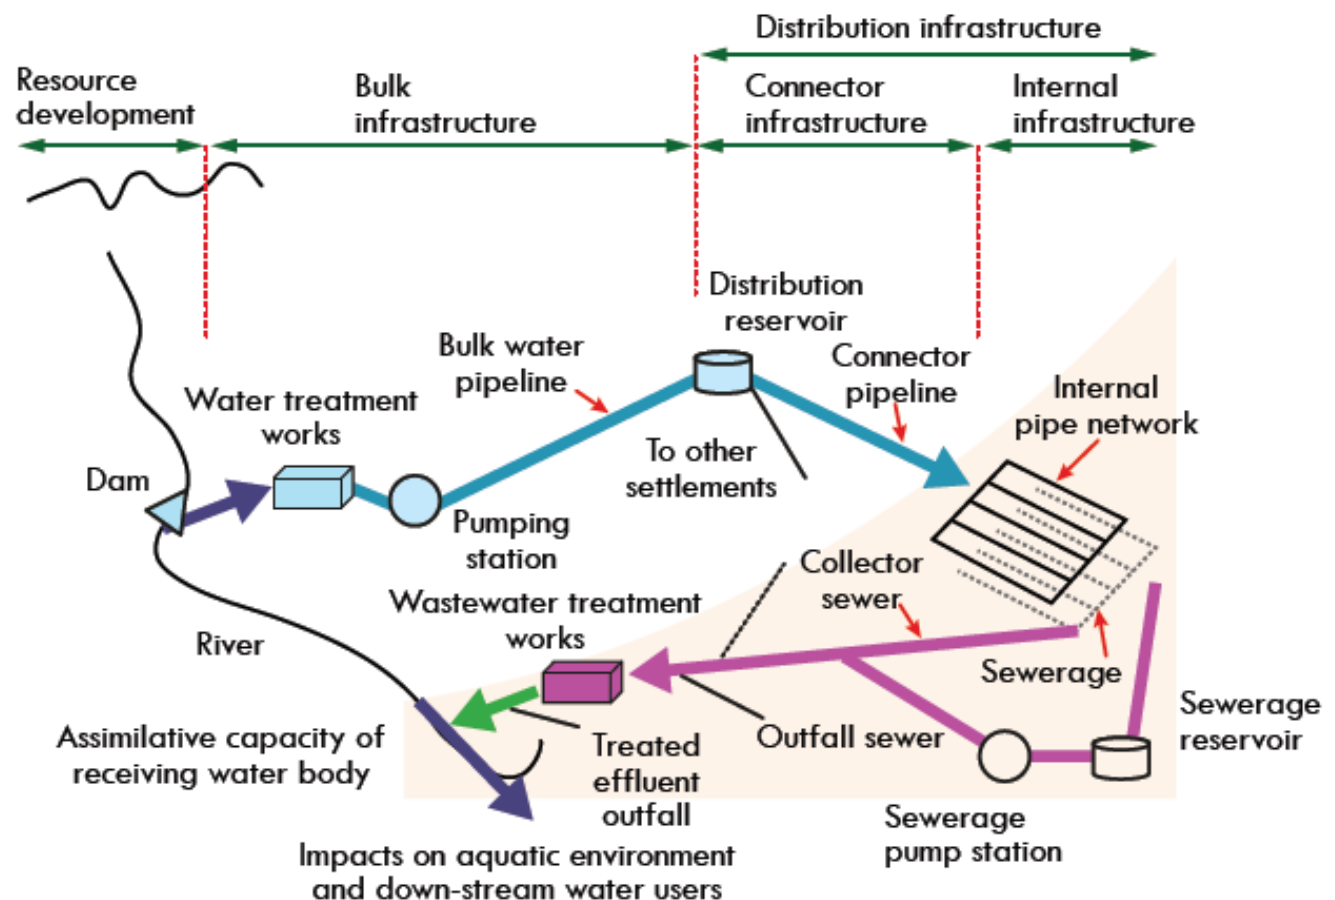 Distribution infrastructure
Resource
development
Bulk
infrastructure
Connector
infrastructure
Internal
infrastructure
Distribution
reservoir
Bulk water
pipeline
Connector
pipeline
Internal
pipe network
Water treatment
works
To other
settlements
Dam
Pumping
station
Collector
sewer
Wastewater treatment
works
River
Sewerage
Sewerage
reservoir
Assimilative capacity of
receiving water body
Treated
effluent
outfall
Outfall sewer
Sewerage
pump station
Impacts on aquatic environment
and down-stream water users